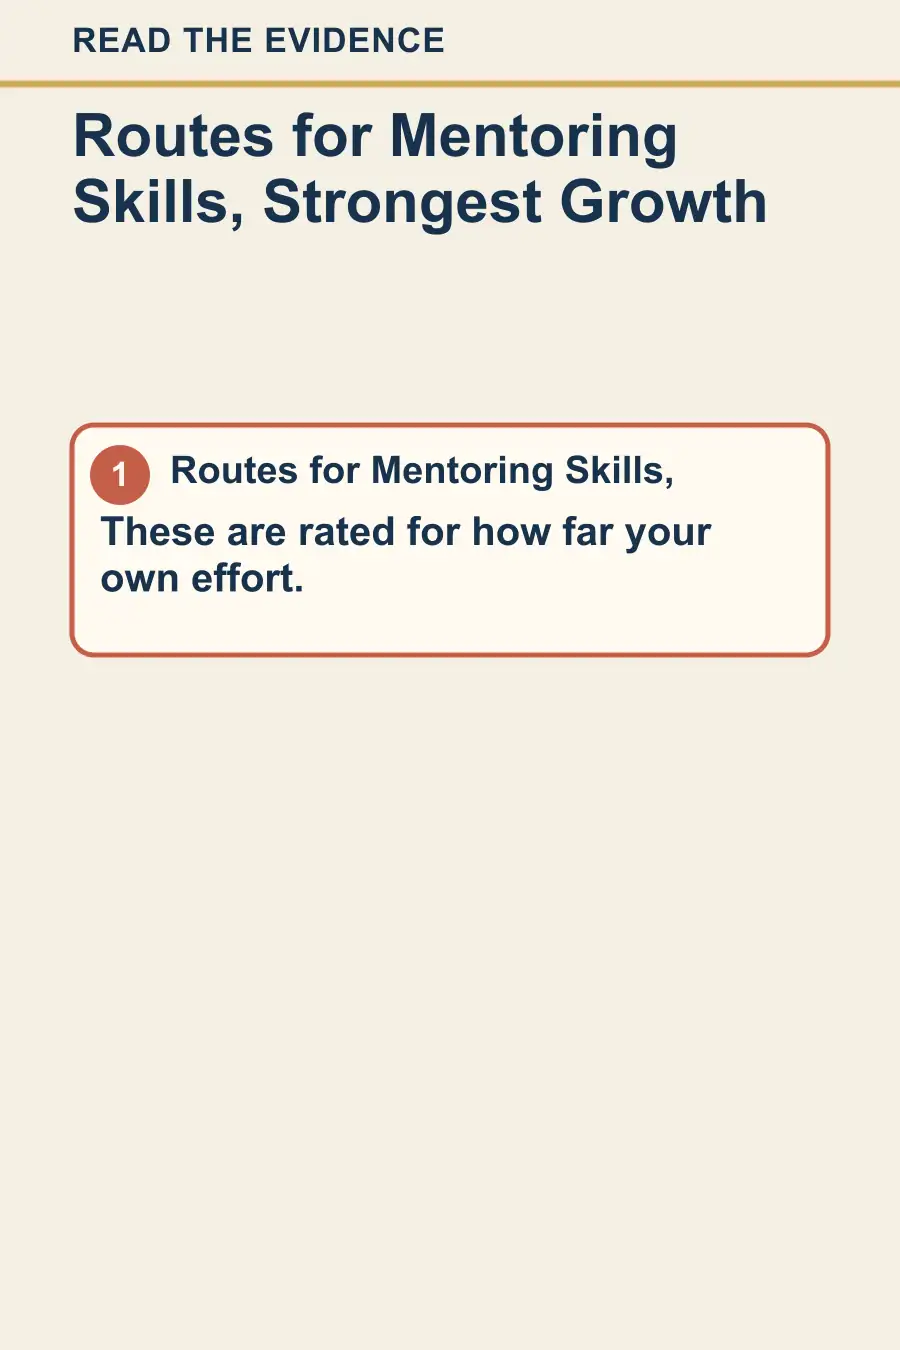 READ THE EVIDENCE
Routes for Mentoring
Skills, Strongest Growth
1 Routes for Mentoring Skills,
These are rated for how far your
own effort.